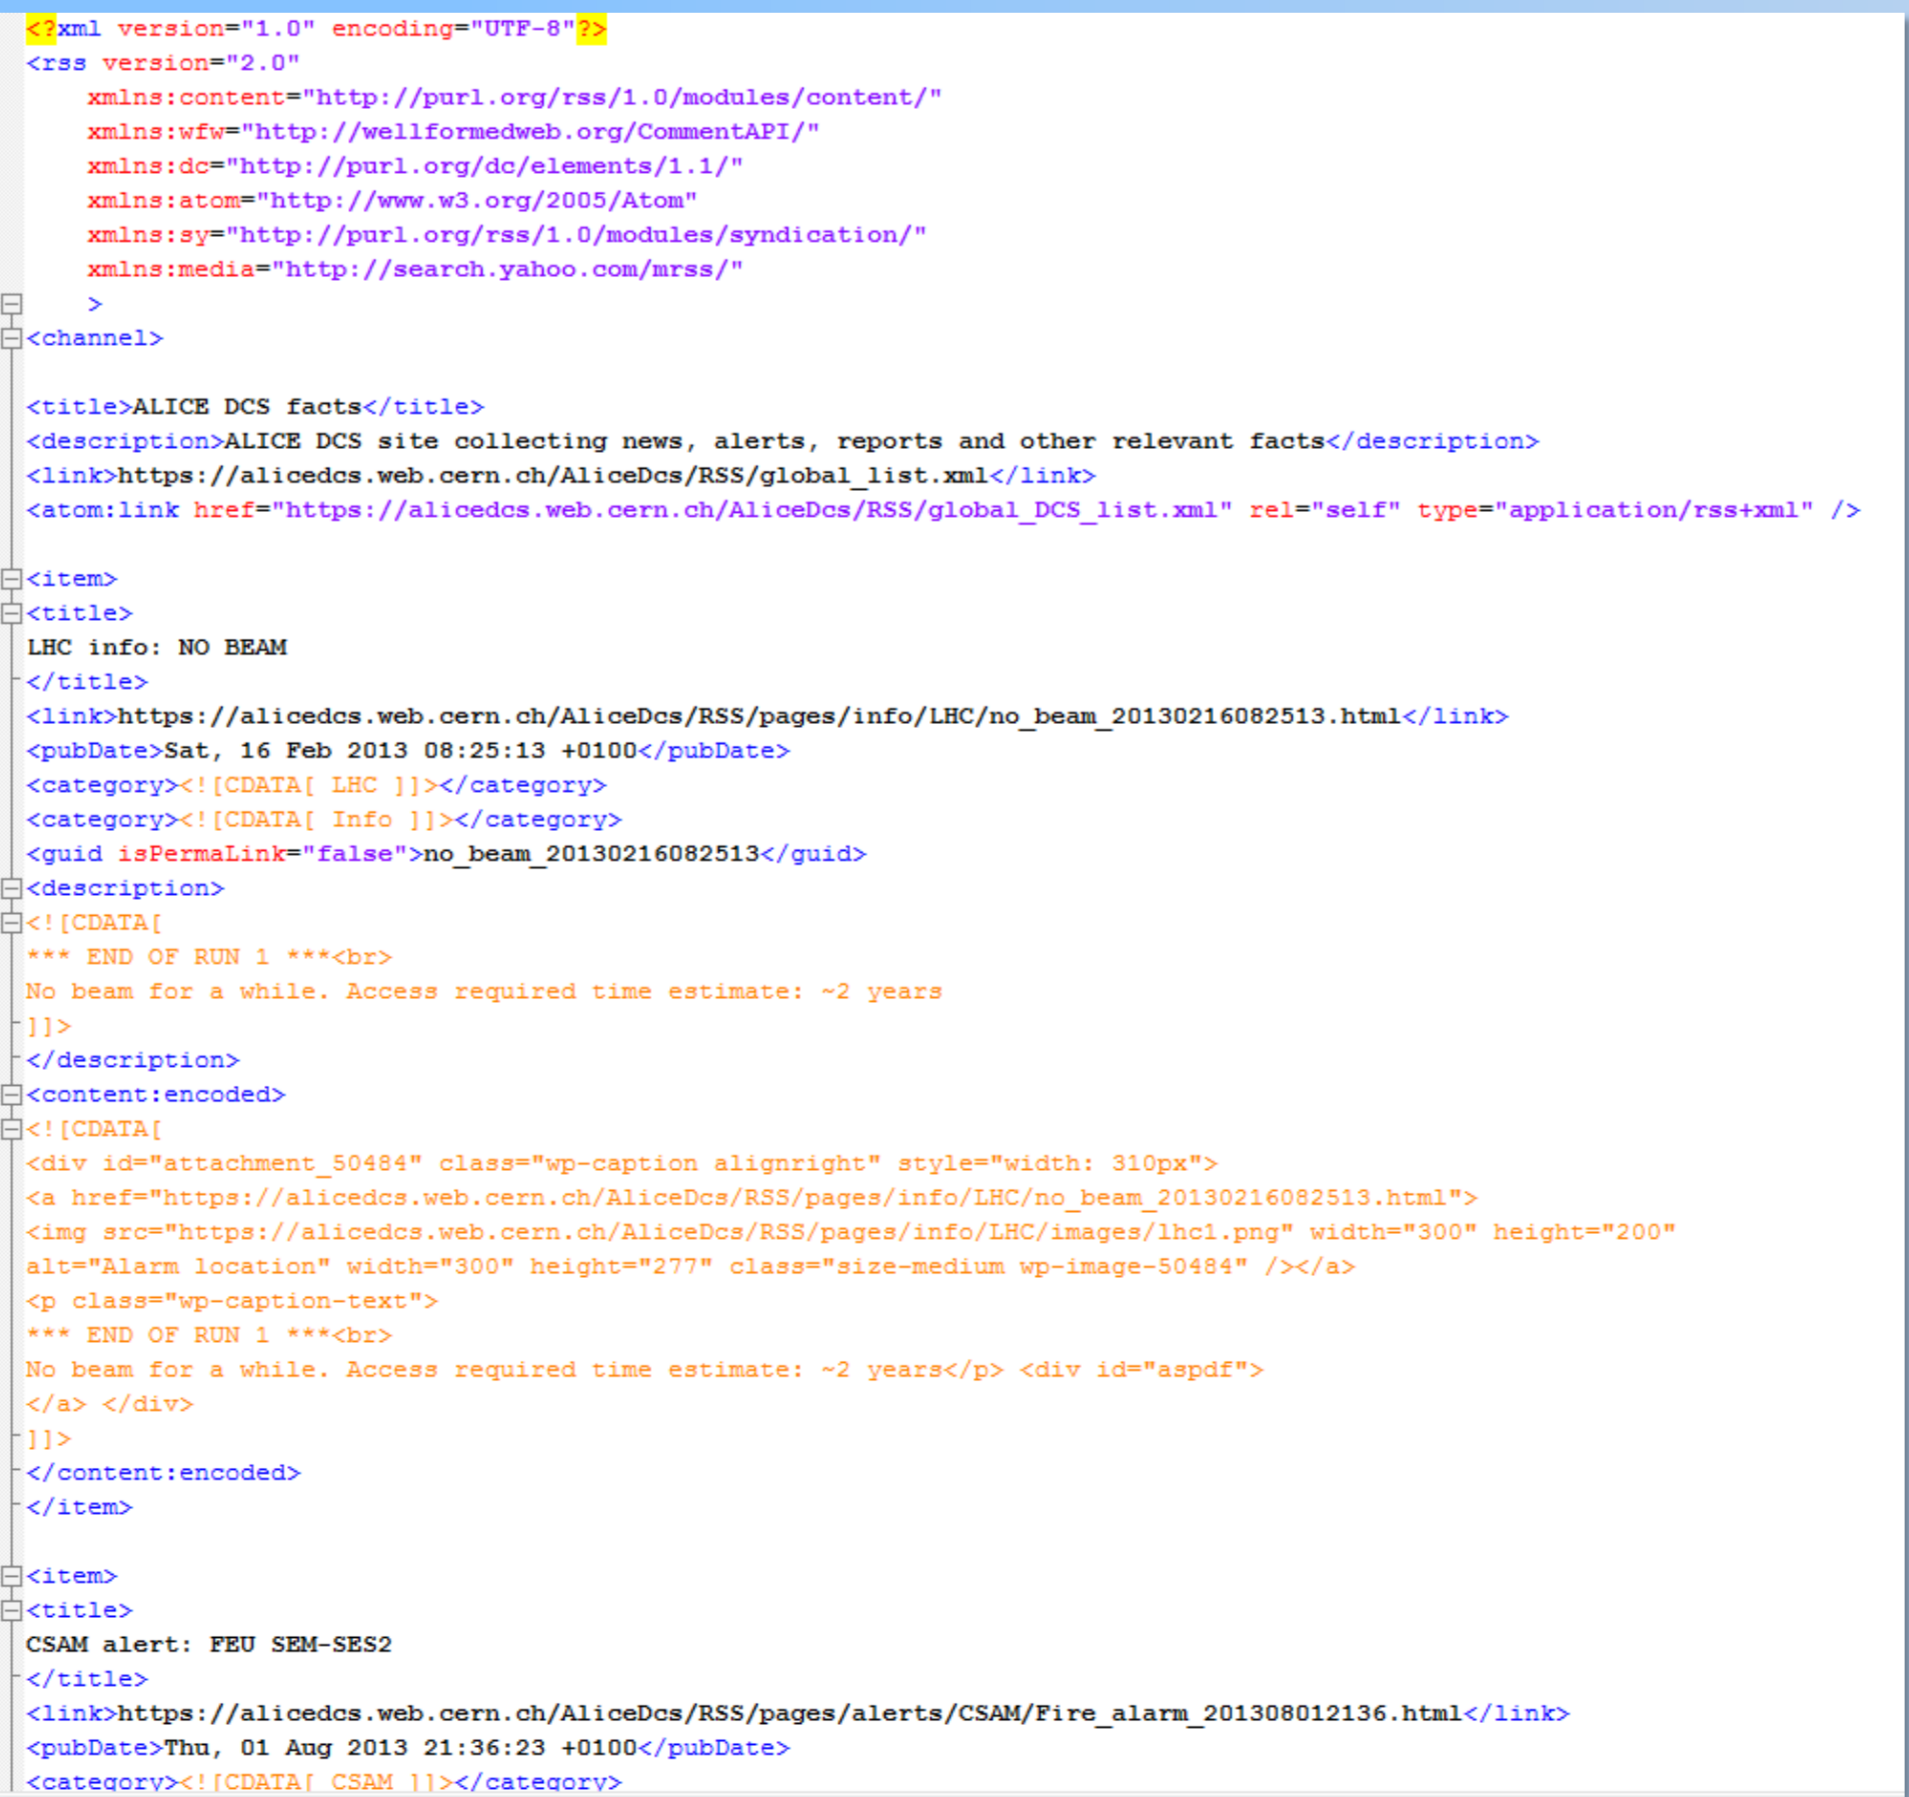 <?xml version="1.0" encoding="UTF-8"?>
<rss version="2.0"
xmlns:content="http://purl.org/rss/1.0/modules/content/"
xmlns:wfw="http://wellformedweb.org/CommentAPI/"
xmlns:dc="http://purl.org/dc/elements/1.1/"
xmlns:atom="http://www.w3.org/2005/Atom"
xmlns:sy="http://purl.org/rss/1.0/modules/syndication/"
xmlns:media="http://search.yahoo.com/mrss/"
>
<channel>
<title>ALICE DCS facts</title>
<description>ALICE DCS site collecting news, alerts, reports and other relevant facts</description>
<link>https://alicedcs.web.cern.ch/AliceDcs/RSS/global_list.xml</link>
<atom:link href="https://alicedcs.web.cern.ch/AliceDcs/RSS/global_DCS_list.xml" rel="self" type="application/rss+xml" />
<item>
<title>
LHC info: NO BEAM
</title>
<link>https://alicedcs.web.cern.ch/AliceDcs/RSS/pages/info/LHC/no_beam_20130216082513.html</link>
<pubDate>Sat, 16 Feb 2013 08:25:13 +0100</pubDate>
<category><![CDATA[ LHC ]]></category>
<category><![CDATA[ Info ]]></category>
<guid isPermaLink="false">no_beam_20130216082513</guid>
<description>
<![CDATA[
*** END OF RUN 1 ***<br>
No beam for a while. Access required time estimate: ~2 years
]]>
</description>
<content:encoded>
<![CDATA[
<div id="attachment_50484" class="wp-caption alignright" style="width: 310px">
<a href="https://alicedcs.web.cern.ch/AliceDcs/RSS/pages/info/LHC/no_beam_20130216082513.html">
<img src="https://alicedcs.web.cern.ch/AliceDcs/RSS/pages/info/LHC/images/lhc1.png" width="300" height="200"
alt="Alarm location" width="300" height="277" class="size-medium wp-image-50484" /></a>
<p class="wp-caption-text">
*** END OF RUN 1 ***<br>
No beam for a while. Access required time estimate: ~2 years</p> <div id="aspdf">
</a> </div>
]]>
</content:encoded>
</item>
<item>
<title>
CSAM alert: FEU SEM-SES2
</title>
<link>https://alicedcs.web.cern.ch/AliceDcs/RSS/pages/alerts/CSAM/Fire_alarm_201308012136.html</link>
<pubDate>Thu, 01 Aug 2013 21:36:23 +0100</pubDate>
<category><![CDATA[ CSAM ]]></category>